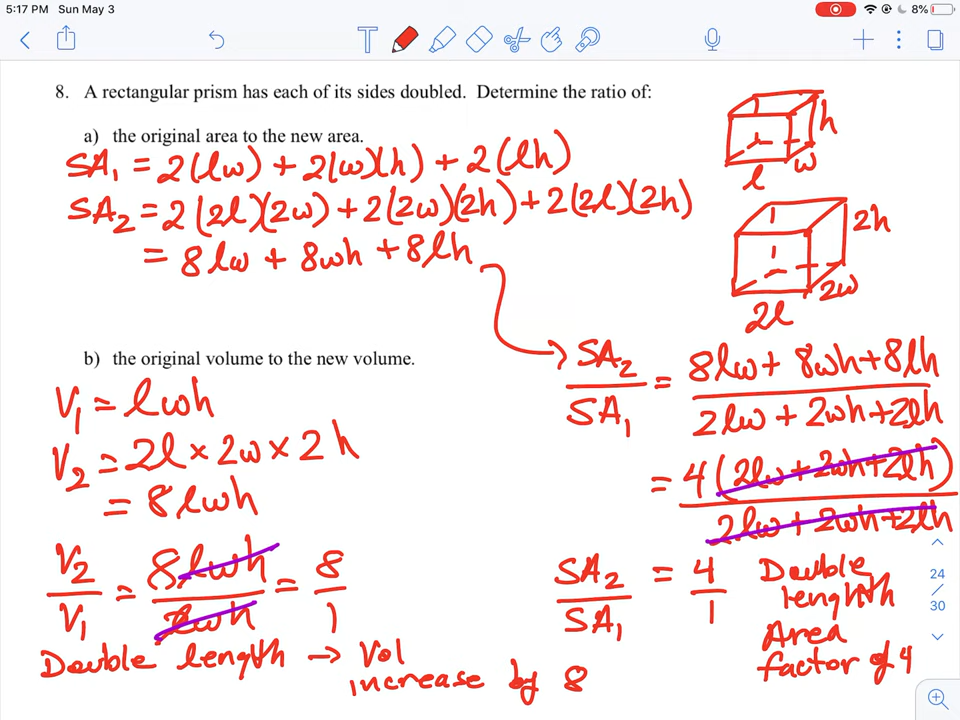 5:17 PM Sun May 3
8%
T
8. A rectangular prism has each of its sides doubled. Determine the ratio of:
a) the original area to the new area.
SA₁ = 2(lw) + 2(w)(h) + 2(lh)
SA₂ = 2(2l)(2w) + 2(2w)(2h) + 2(2l)(2h)
= 8lw + 8wh + 8lh
h
w
l
2h
2w
2l
b) the original volume to the new volume.
V₁ = lwh
V₂ = 2l × 2w × 2h
= 8lwh
V₂/V₁ = 8lwh/lwh = 8/1
Double length → Vol
increase by 8
SA₂/SA₁ = 8lw + 8wh + 8lh / 2lw + 2wh + 2lh
= 4(2lw + 2wh + 2lh) / 2lw + 2wh + 2lh
SA₂/SA₁ = 4/1
Double
length
Area
factor of 4
24
/
30